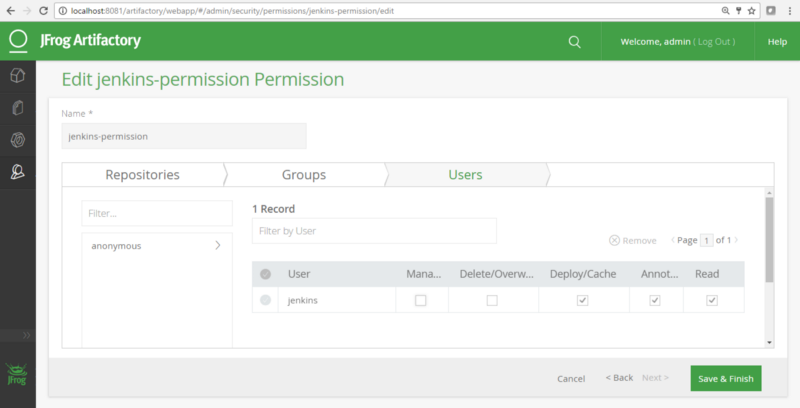 localhost:8081/artifactory/webapp/#/admin/security/permissions/jenkins-permission/edit
JFrog Artifactory
Welcome, admin ( Log Out )
Help
Edit jenkins-permission Permission
Name *
jenkins-permission
Repositories
Groups
Users
Filter...
1 Record
Filter by User
anonymous
Remove
Page 1 of 1
User
Mana...
Delete/Overw...
Deploy/Cache
Annot...
Read
jenkins
JFrog
Cancel
< Back
Next >
Save & Finish